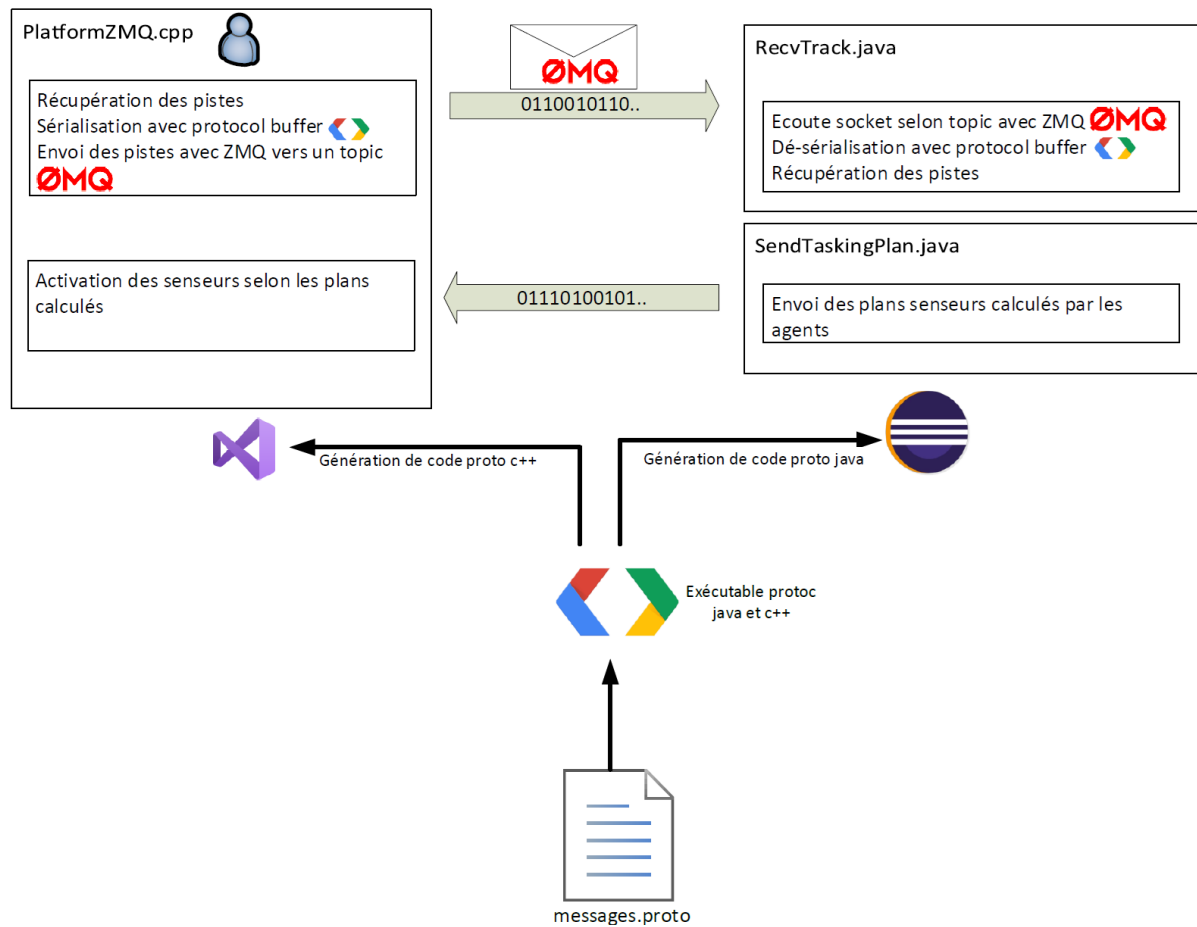 PlatformZMQ.cpp
Récupération des pistes
Sérialisation avec protocol buffer
Envoi des pistes avec ZMQ vers un topic
ØMQ
Activation des senseurs selon les plans
calculés
ØMQ
0110010110..
01110100101..
RecvTrack.java
Ecoute socket selon topic avec ZMQ ØMQ
Dé-sérialisation avec protocol buffer
Récupération des pistes
SendTaskingPlan.java
Envoi des plans senseurs calculés par les
agents
Génération de code proto c++
Génération de code proto java
Exécutable protoc
java et c++
messages.proto